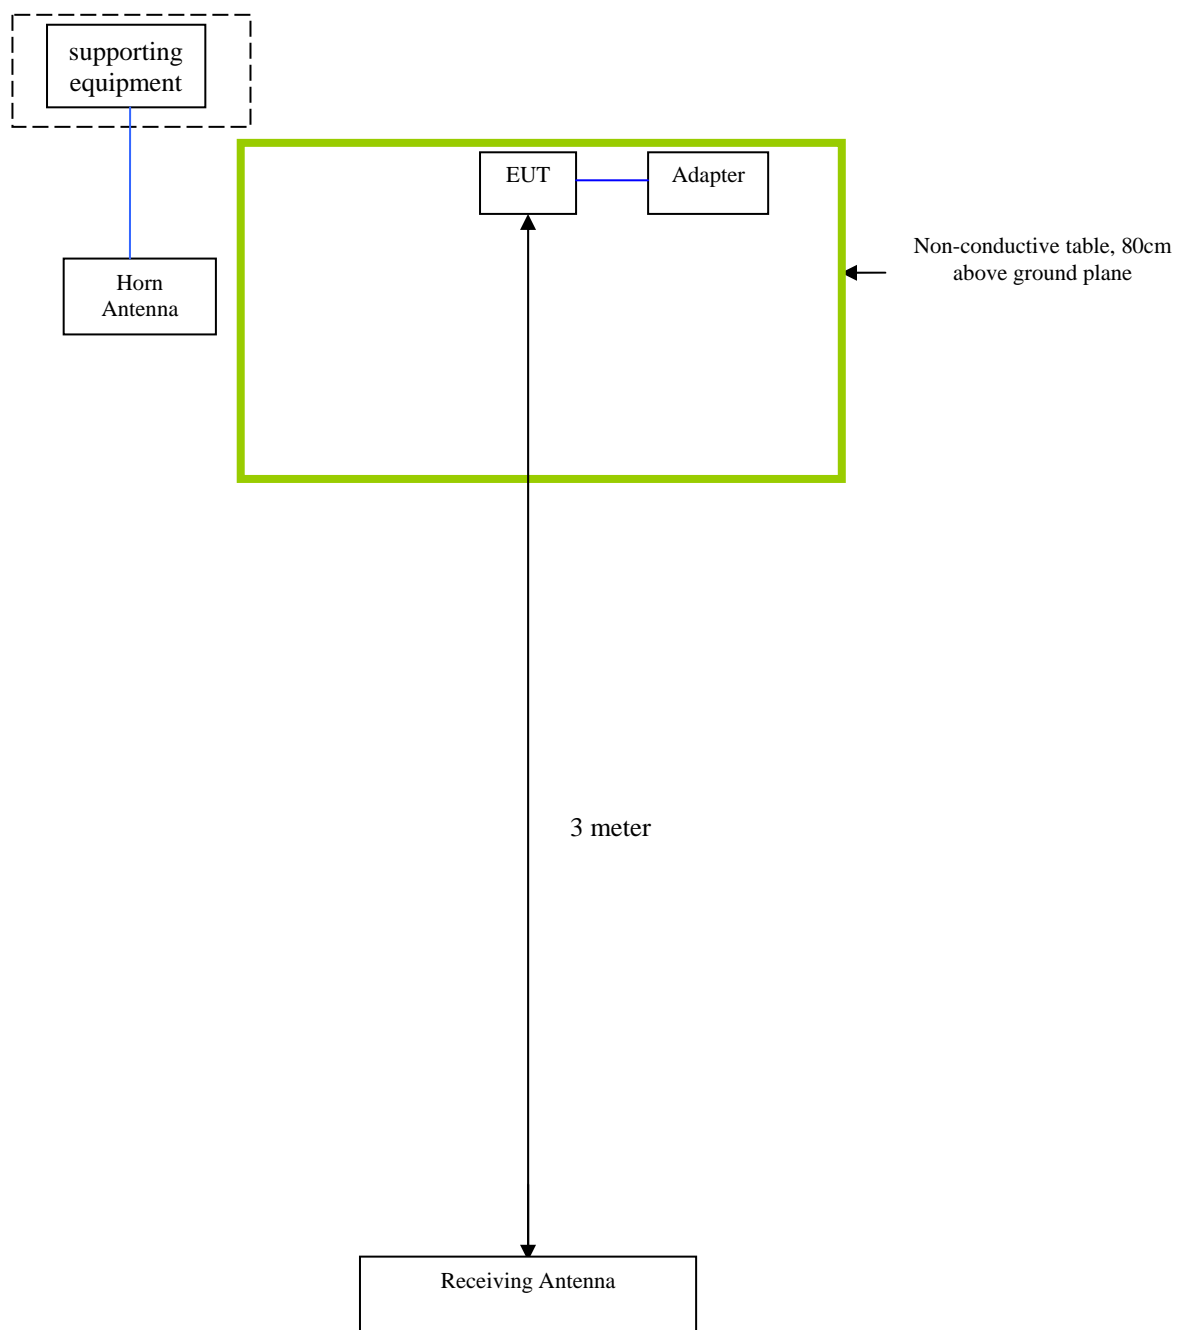 supporting
equipment
EUT
Adapter
Non-conductive table, 80cm
above ground plane
Horn
Antenna
3 meter
Receiving Antenna